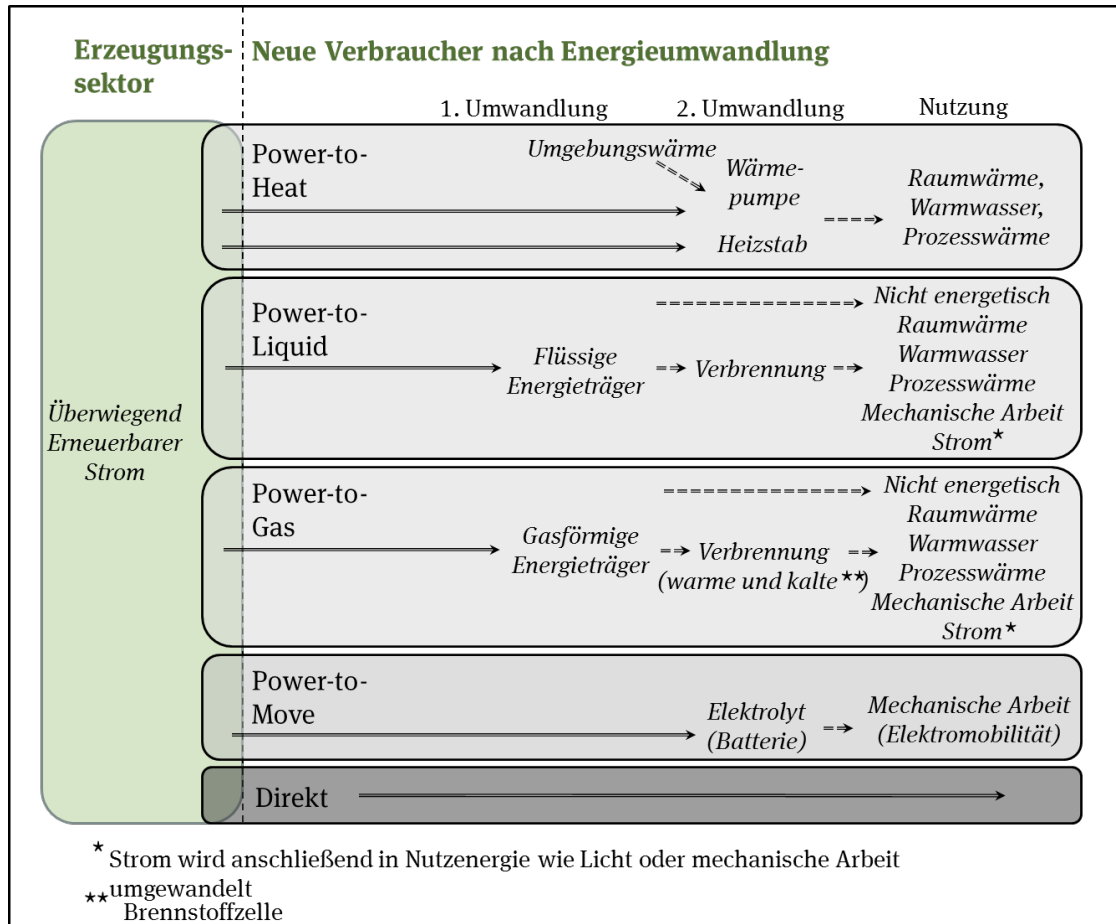 Erzeugungs-
sektor
Neue Verbraucher nach Energieumwandlung
1. Umwandlung
2. Umwandlung
Nutzung
Überwiegend
Erneuerbarer
Strom
Power-to-
Heat
Umgebungswärme
Wärme-
pumpe
Heizstab
Raumwärme,
Warmwasser,
Prozesswärme
Power-to-
Liquid
Flüssige
Energieträger
Verbrennung
Nicht energetisch
Raumwärme
Warmwasser
Prozesswärme
Mechanische Arbeit
Strom*
Power-to-
Gas
Gasförmige
Energieträger
Verbrennung
(warme und kalte**)
Nicht energetisch
Raumwärme
Warmwasser
Prozesswärme
Mechanische Arbeit
Strom*
Power-to-
Move
Elektrolyt
(Batterie)
Mechanische Arbeit
(Elektromobilität)
Direkt
* Strom wird anschließend in Nutzenergie wie Licht oder mechanische Arbeit
umgewandelt
** Brennstoffzelle